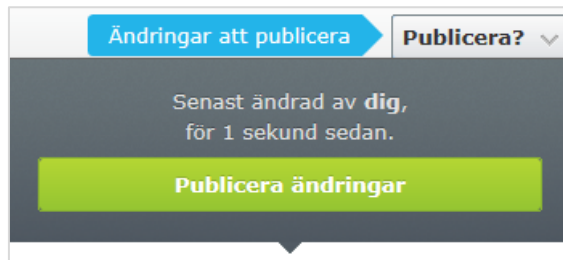 Ändringar att publicera Publicera?
Senast ändrad av dig,
för 1 sekund sedan.
Publicera ändringar